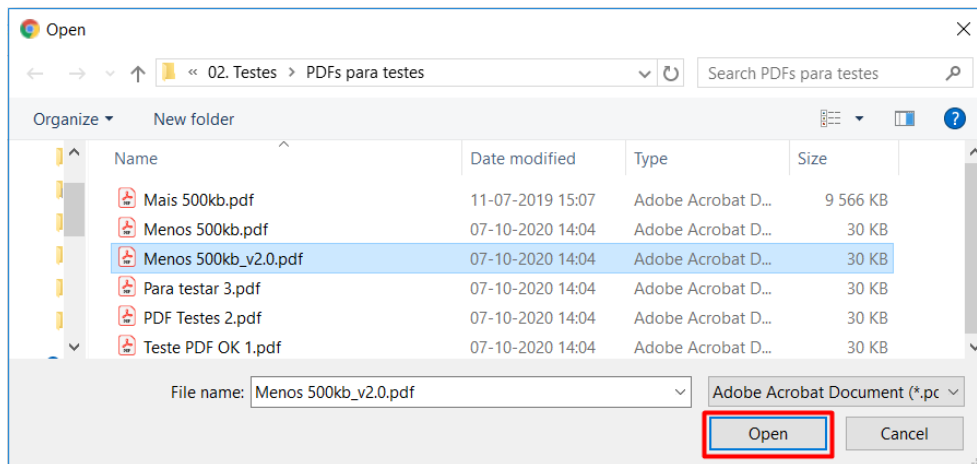 Open
« 02. Testes > PDFs para testes Search PDFs para testes
Organize New folder
Name Date modified Type Size
Mais 500kb.pdf 11-07-2019 15:07 Adobe Acrobat D... 9 566 KB
Menos 500kb.pdf 07-10-2020 14:04 Adobe Acrobat D... 30 KB
Menos 500kb_v2.0.pdf 07-10-2020 14:04 Adobe Acrobat D... 30 KB
Para testar 3.pdf 07-10-2020 14:04 Adobe Acrobat D... 30 KB
PDF Testes 2.pdf 07-10-2020 14:04 Adobe Acrobat D... 30 KB
Teste PDF OK 1.pdf 07-10-2020 14:04 Adobe Acrobat D... 30 KB
File name: Menos 500kb_v2.0.pdf Adobe Acrobat Document (*.pc
Open Cancel